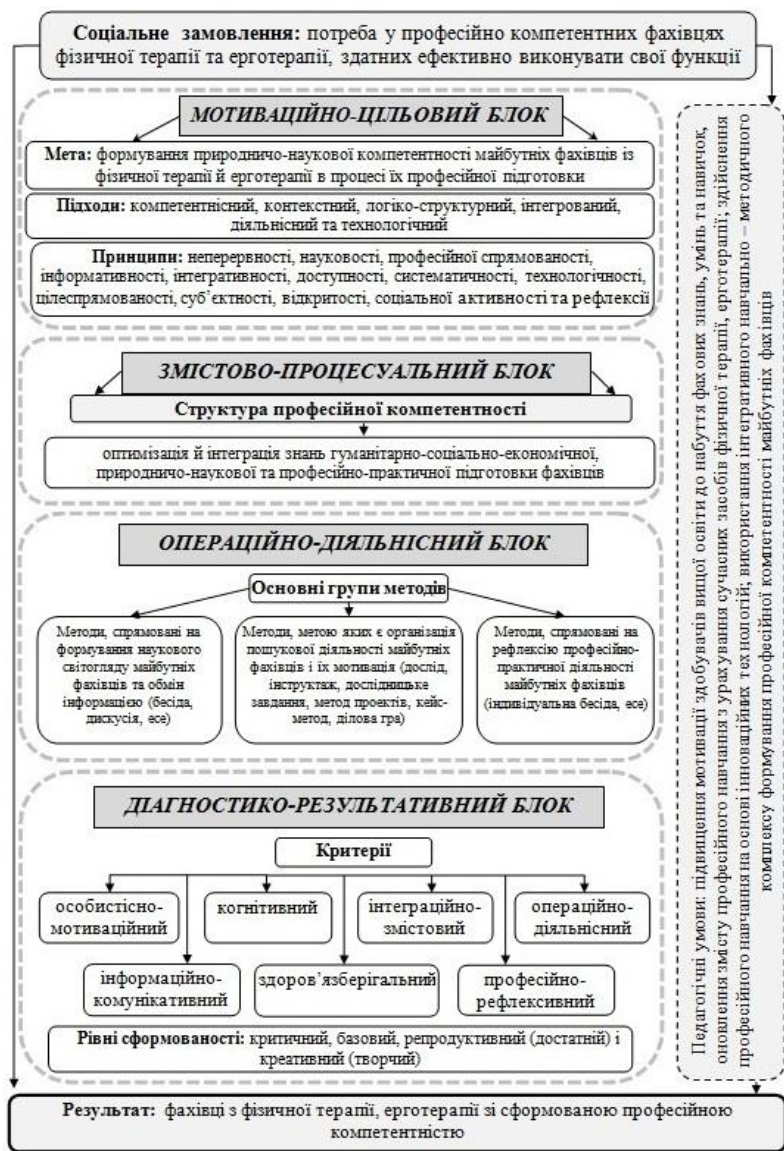 Соціальне замовлення: потреба у професійно компетентних фахівцях
фізичної терапії та ерготерапії, здатних ефективно виконувати свої функції
МОТИВАЦІЙНО-ЦІЛЬОВИЙ БЛОК
Мета: формування природничо-наукової компетентності майбутніх фахівців із
фізичної терапії й ерготерапії в процесі їх професійної підготовки
Підходи: компетентнісний, контекстний, логіко-структурний, інтегрований,
діяльнісний та технологічний
Принципи: неперервності, науковості, професійної спрямованості,
інформативності, інтегративності, доступності, систематичності, технологічності,
цілеспрямованості, суб’єктності, відкритості, соціальної активності та рефлексії
ЗМІСТОВО-ПРОЦЕСУАЛЬНИЙ БЛОК
Структура професійної компетентності
оптимізація й інтеграція знань гуманітарно-соціально-економічної,
природничо-наукової та професійно-практичної підготовки фахівців
ОПЕРАЦІЙНО-ДІЯЛЬНІСНИЙ БЛОК
Основні групи методів
Методи, спрямовані на
формування наукового
світогляду майбутніх
фахівців та обмін
інформацією (бесіда,
дискусія, есе)
Методи, метою яких є організація
пошукової діяльності майбутніх
фахівців і їх мотивація (дослід,
інструктаж, дослідницьке
завдання, метод проектів, кейс-
метод, ділова гра)
Методи, спрямовані на
рефлексію професійно-
практичної діяльності
майбутніх фахівців
(індивідуальна бесіда, есе)
ДІАГНОСТИКО-РЕЗУЛЬТАТИВНИЙ БЛОК
Критерії
особистісно-
мотиваційний
когнітивний
інтеграційно-
змістовий
операційно-
діяльнісний
інформаційно-
комунікативний
здоров’язберігальний
професійно-
рефлексивний
Рівні сформованості: критичний, базовий, репродуктивний (достатній) і
креативний (творчий)
Педагогічні умови: підвищення мотивації здобувачів вищої освіти до набуття фахових знань, умінь та навичок,
оновлення змісту професійного навчання з урахування сучасних засобів фізичної терапії, ерготерапії; здійснення
професійного навчання на основі інноваційних технологій; використання інтегративного навчально – методичного
комплексу формування професійної компетентності майбутніх фахівців
Результат: фахівці з фізичної терапії, ерготерапії зі сформованою професійною
компетентністю